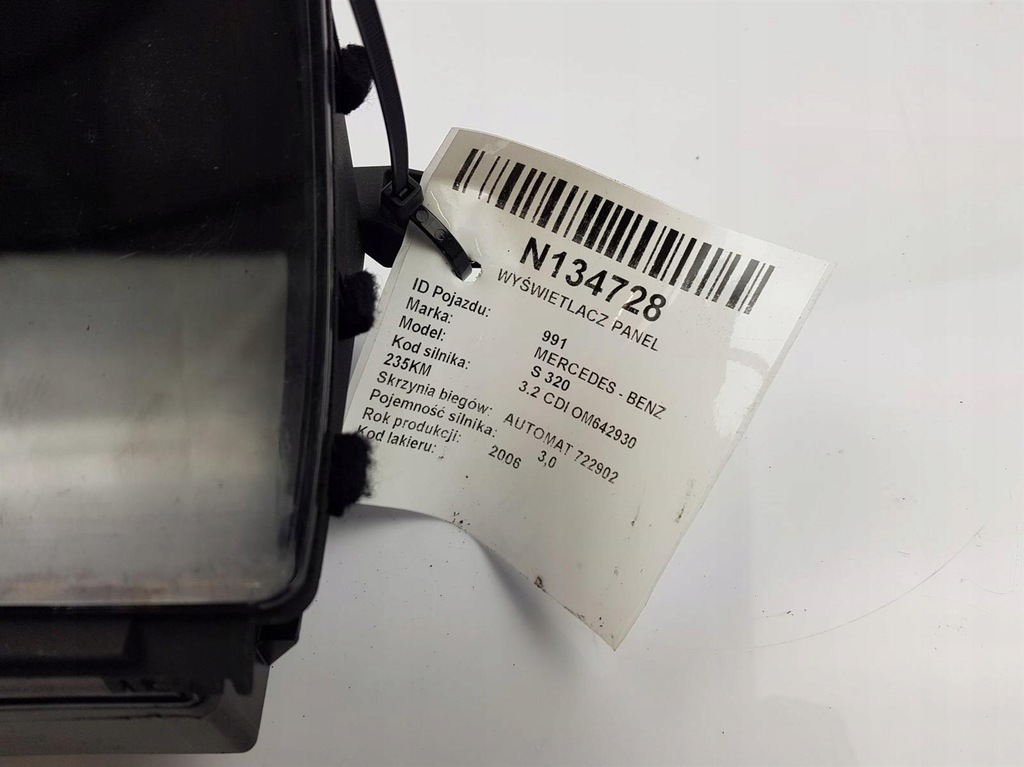 N134728
WYŚWIETLACZ PANEL
ID Pojazdu: 991
Marka: MERCEDES - BENZ
Model: S 320
Kod silnika: 3.2 CDI OM642930
235KM
Skrzynia biegów: AUTOMAT 722902
Pojemność silnika: 3,0
Rok produkcji: 2006
Kod lakieru: